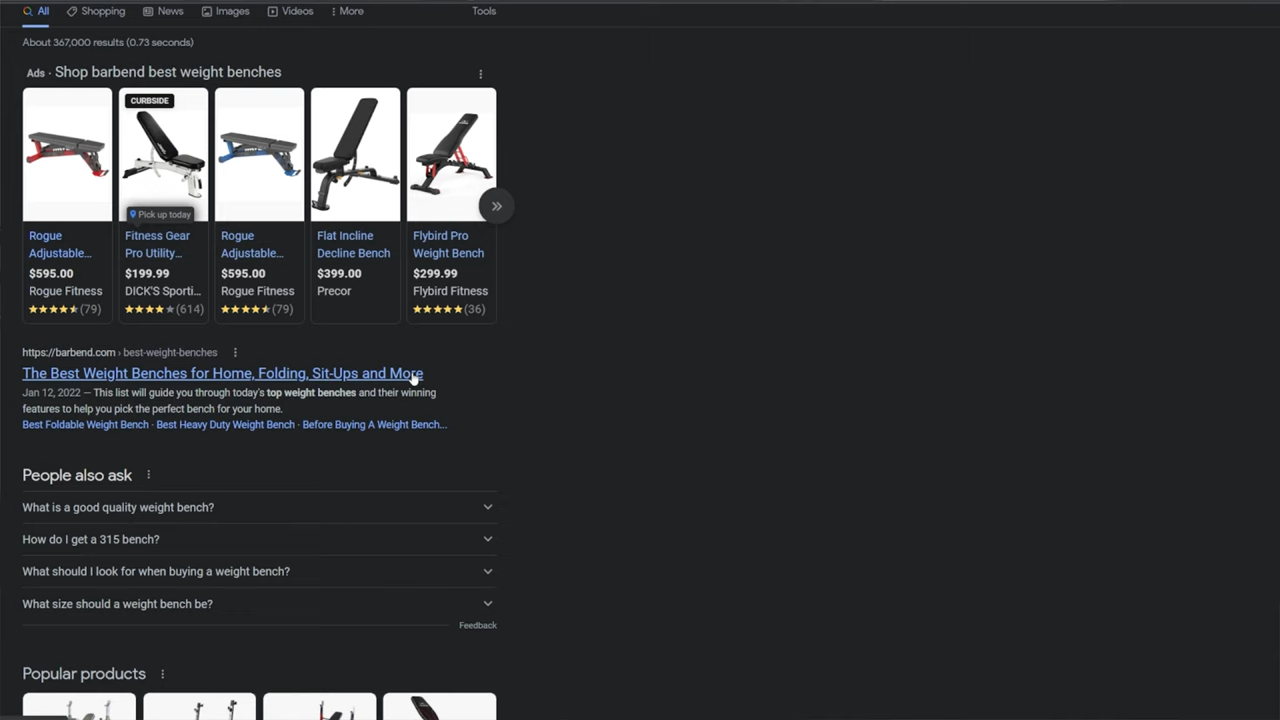 All Shopping News Images Videos More Tools
About 367,000 results (0.73 seconds)
Ads · Shop barbend best weight benches
CURBSIDE
Pick up today
Rogue
Adjustable...
$595.00
Rogue Fitness
(79)
Fitness Gear
Pro Utility...
$199.99
DICK'S Sporti...
(614)
Rogue
Adjustable...
$595.00
Rogue Fitness
(79)
Flat Incline
Decline Bench
$399.00
Precor
Flybird Pro
Weight Bench
$299.99
Flybird Fitness
(36)
https://barbend.com › best-weight-benches
The Best Weight Benches for Home, Folding, Sit-Ups and More
Jan 12, 2022 — This list will guide you through today's top weight benches and their winning
features to help you pick the perfect bench for your home.
Best Foldable Weight Bench · Best Heavy Duty Weight Bench · Before Buying A Weight Bench...
People also ask
What is a good quality weight bench?
How do I get a 315 bench?
What should I look for when buying a weight bench?
What size should a weight bench be?
Feedback
Popular products